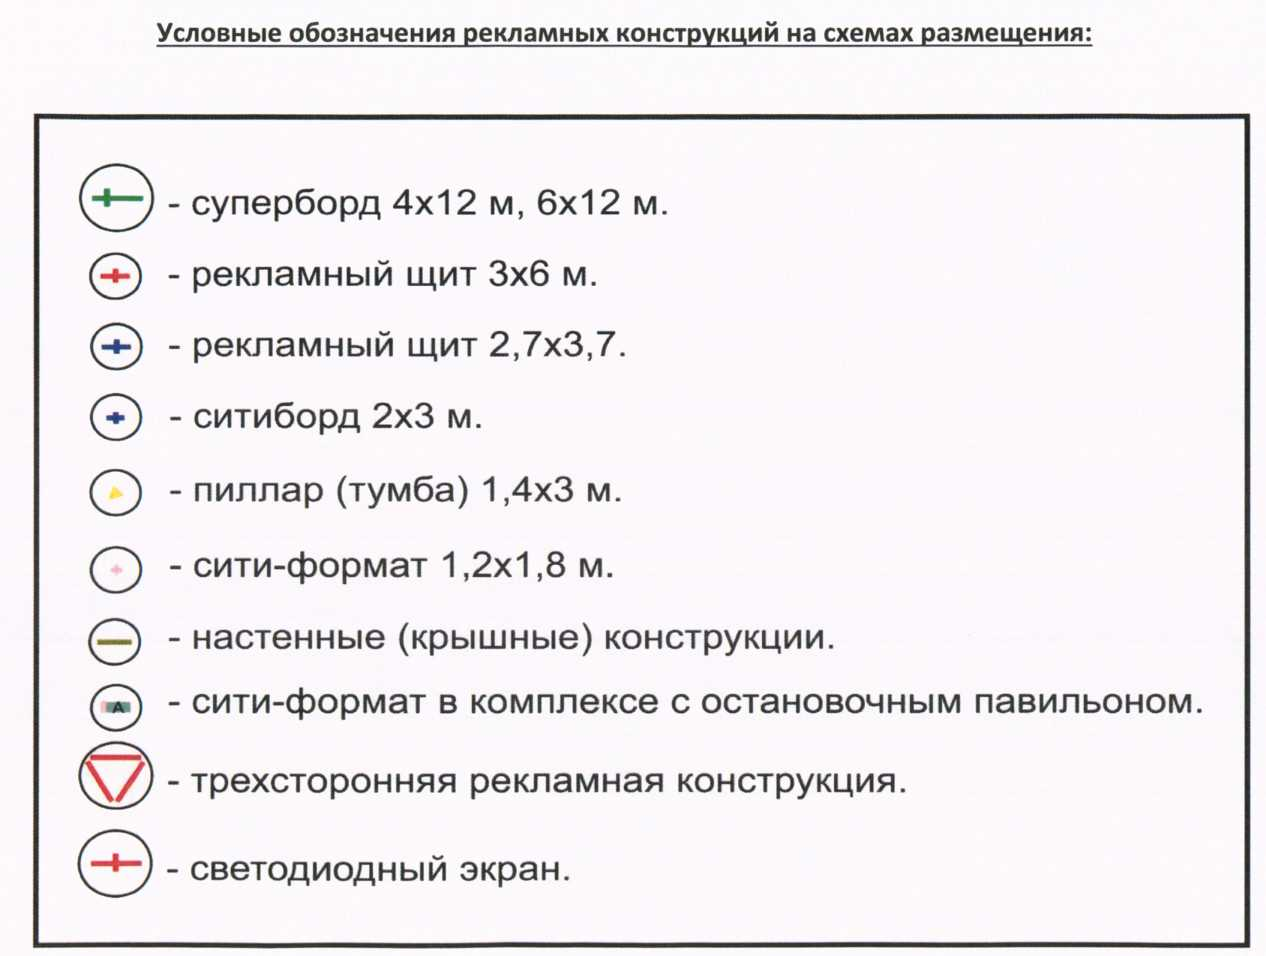 Условные обозначения рекламных конструкций на схемах размещения:
- суперборд 4х12 м, 6х12 м.
- рекламный щит 3х6 м.
- рекламный щит 2,7х3,7.
- ситиборд 2х3 м.
- пиллар (тумба) 1,4х3 м.
- сити-формат 1,2х1,8 м.
- настенные (крышные) конструкции.
А - сити-формат в комплексе с остановочным павильоном.
- трехсторонняя рекламная конструкция.
- светодиодный экран.